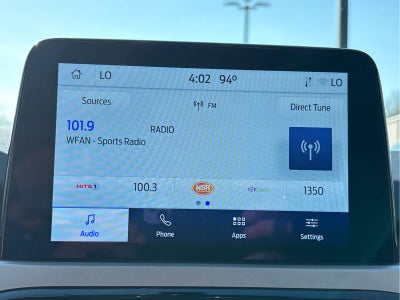 LO 4:02 94° LO
Sources FM Direct Tune
101.9 RADIO
WFAN - Sports Radio
HITS 1 100.3 NSR Y2K 1350
Audio Phone Apps Settings